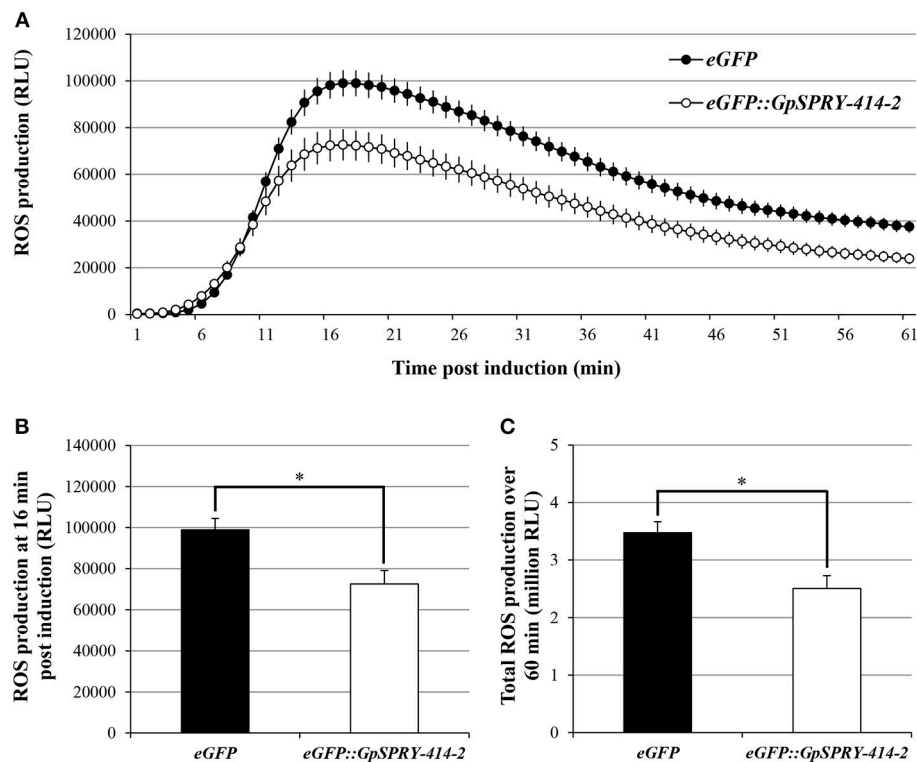 A
ROS production (RLU)
120000
100000
80000
60000
40000
20000
0
eGFP
eGFP::GpSPRY-414-2
1 6 11 16 21 26 31 36 41 46 51 56 61
Time post induction (min)
B
ROS production at 16 min
post induction (RLU)
140000
120000
100000
80000
60000
40000
20000
0
*
eGFP eGFP::GpSPRY-414-2
C
Total ROS production over
60 min (million RLU)
5
4
3
2
1
0
*
eGFP eGFP::GpSPRY-414-2